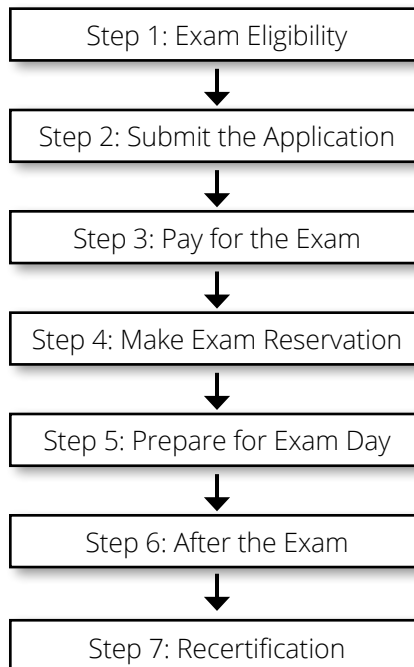 Step 1: Exam Eligibility
Step 2: Submit the Application
Step 3: Pay for the Exam
Step 4: Make Exam Reservation
Step 5: Prepare for Exam Day
Step 6: After the Exam
Step 7: Recertification